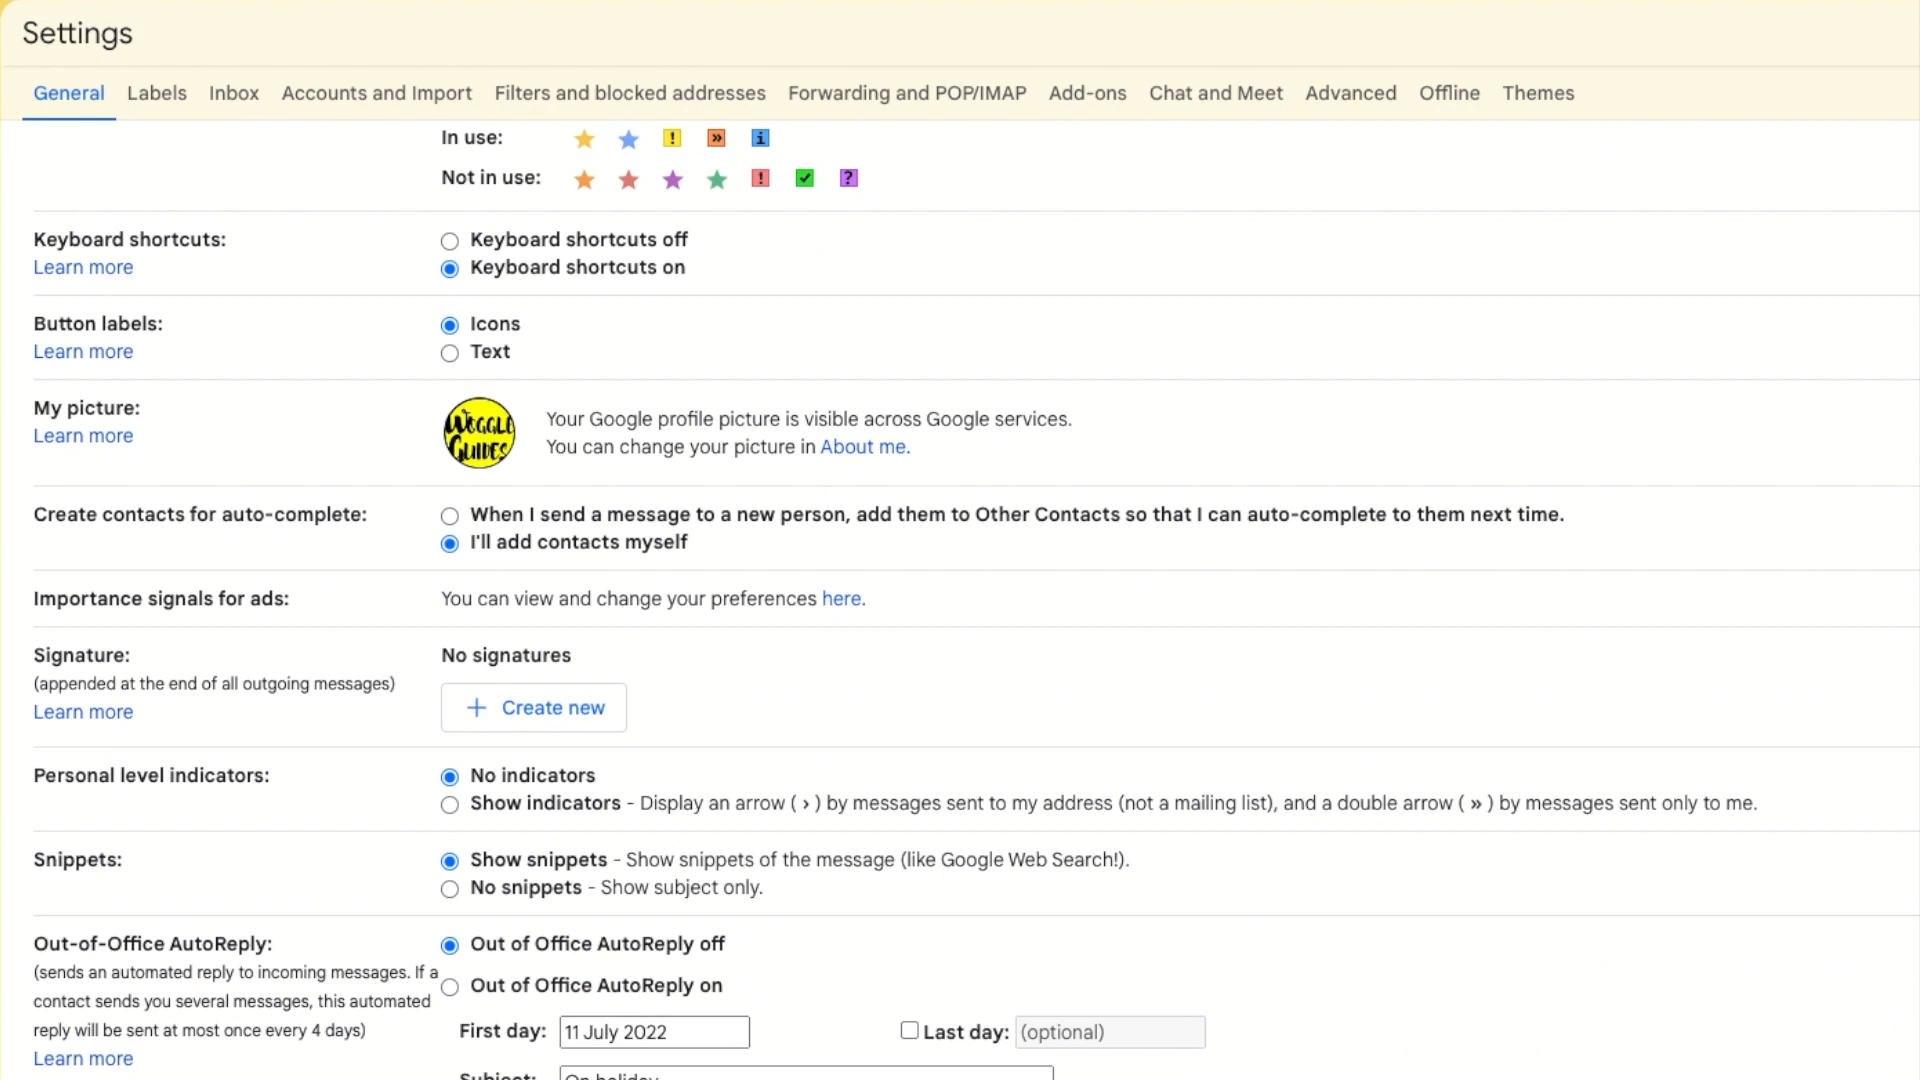 Settings
General Labels Inbox Accounts and Import Filters and blocked addresses Forwarding and POP/IMAP Add-ons Chat and Meet Advanced Offline Themes
In use: ! » i
Not in use: ! ✓ ?
Keyboard shortcuts:
Learn more
Keyboard shortcuts off
Keyboard shortcuts on
Button labels:
Learn more
Icons
Text
My picture:
Learn more
WOGGLE
GUIDES
Your Google profile picture is visible across Google services.
You can change your picture in About me.
Create contacts for auto-complete:
When I send a message to a new person, add them to Other Contacts so that I can auto-complete to them next time.
I'll add contacts myself
Importance signals for ads:
You can view and change your preferences here.
Signature:
(appended at the end of all outgoing messages)
Learn more
No signatures
+ Create new
Personal level indicators:
No indicators
Show indicators - Display an arrow ( › ) by messages sent to my address (not a mailing list), and a double arrow ( » ) by messages sent only to me.
Snippets:
Show snippets - Show snippets of the message (like Google Web Search!).
No snippets - Show subject only.
Out-of-Office AutoReply:
(sends an automated reply to incoming messages. If a
contact sends you several messages, this automated
reply will be sent at most once every 4 days)
Learn more
Out of Office AutoReply off
Out of Office AutoReply on
First day: 11 July 2022 Last day: (optional)
Subject: On holiday